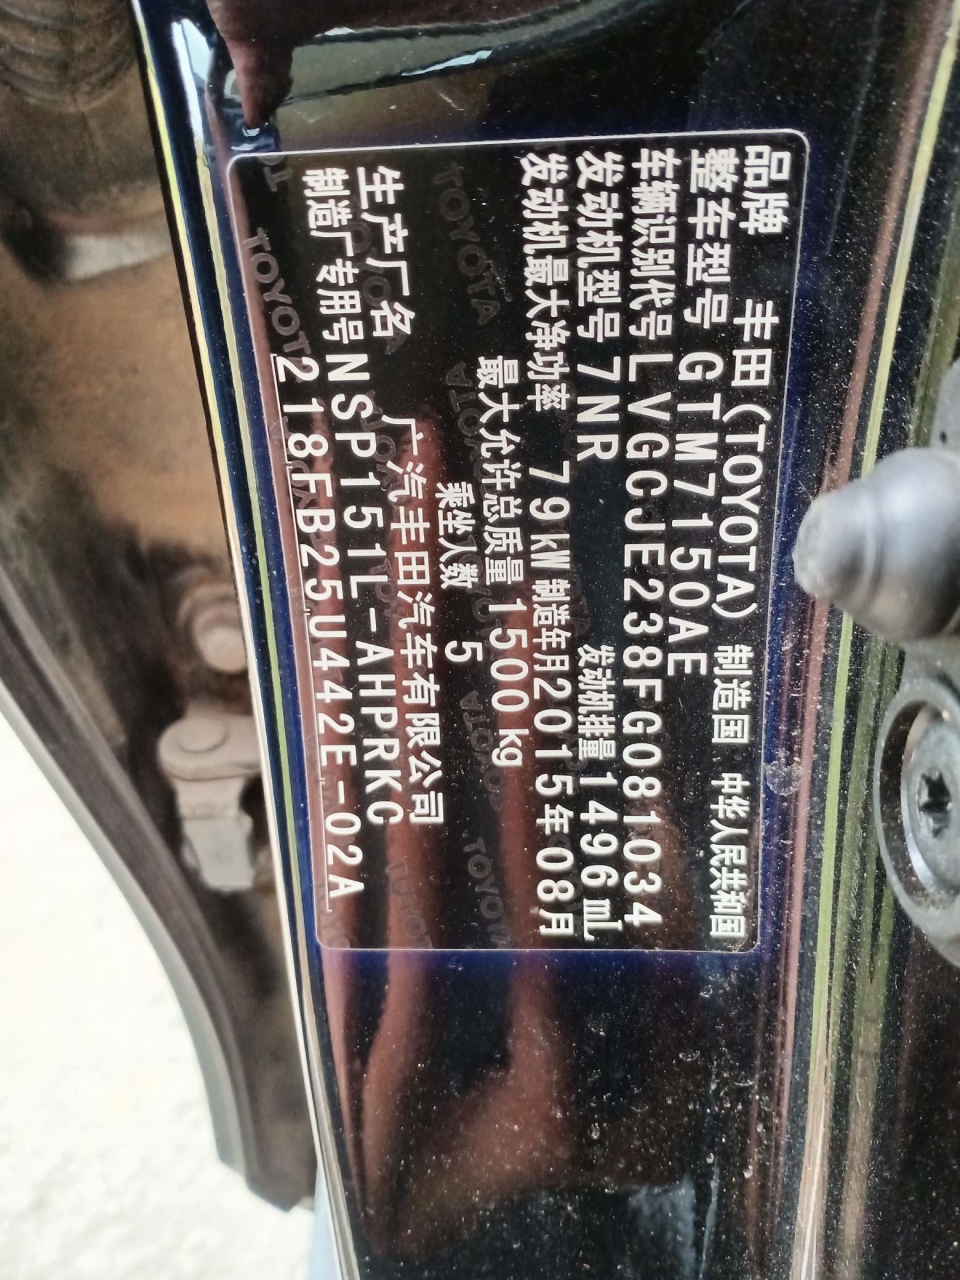 品牌 丰田(TOYOTA) 制造国 中华人民共和国
整车型号 GTM7150AE
车辆识别代号 LVGCJE238FG081034
发动机型号 7NR 发动机排量 1496mL
发动机最大净功率 79kW 制造年月 2015年08月
最大允许总质量 1500kg
乘坐人数 5
生产厂名 广汽丰田汽车有限公司
制造厂专用号 NSP151L-AHPRKC
218FB25U442E-02A